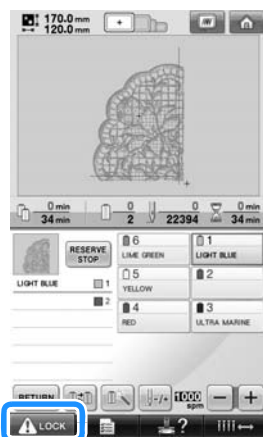 170.0 mm
120.0 mm
0 min
34 min
0
2
0
22394
0 min
34 min
RESERVE STOP
LIGHT BLUE
1
2
6
LIME GREEN
1
LIGHT BLUE
5
YELLOW
2
4
RED
3
ULTRA MARINE
RETURN
1000 spm
LOCK
?